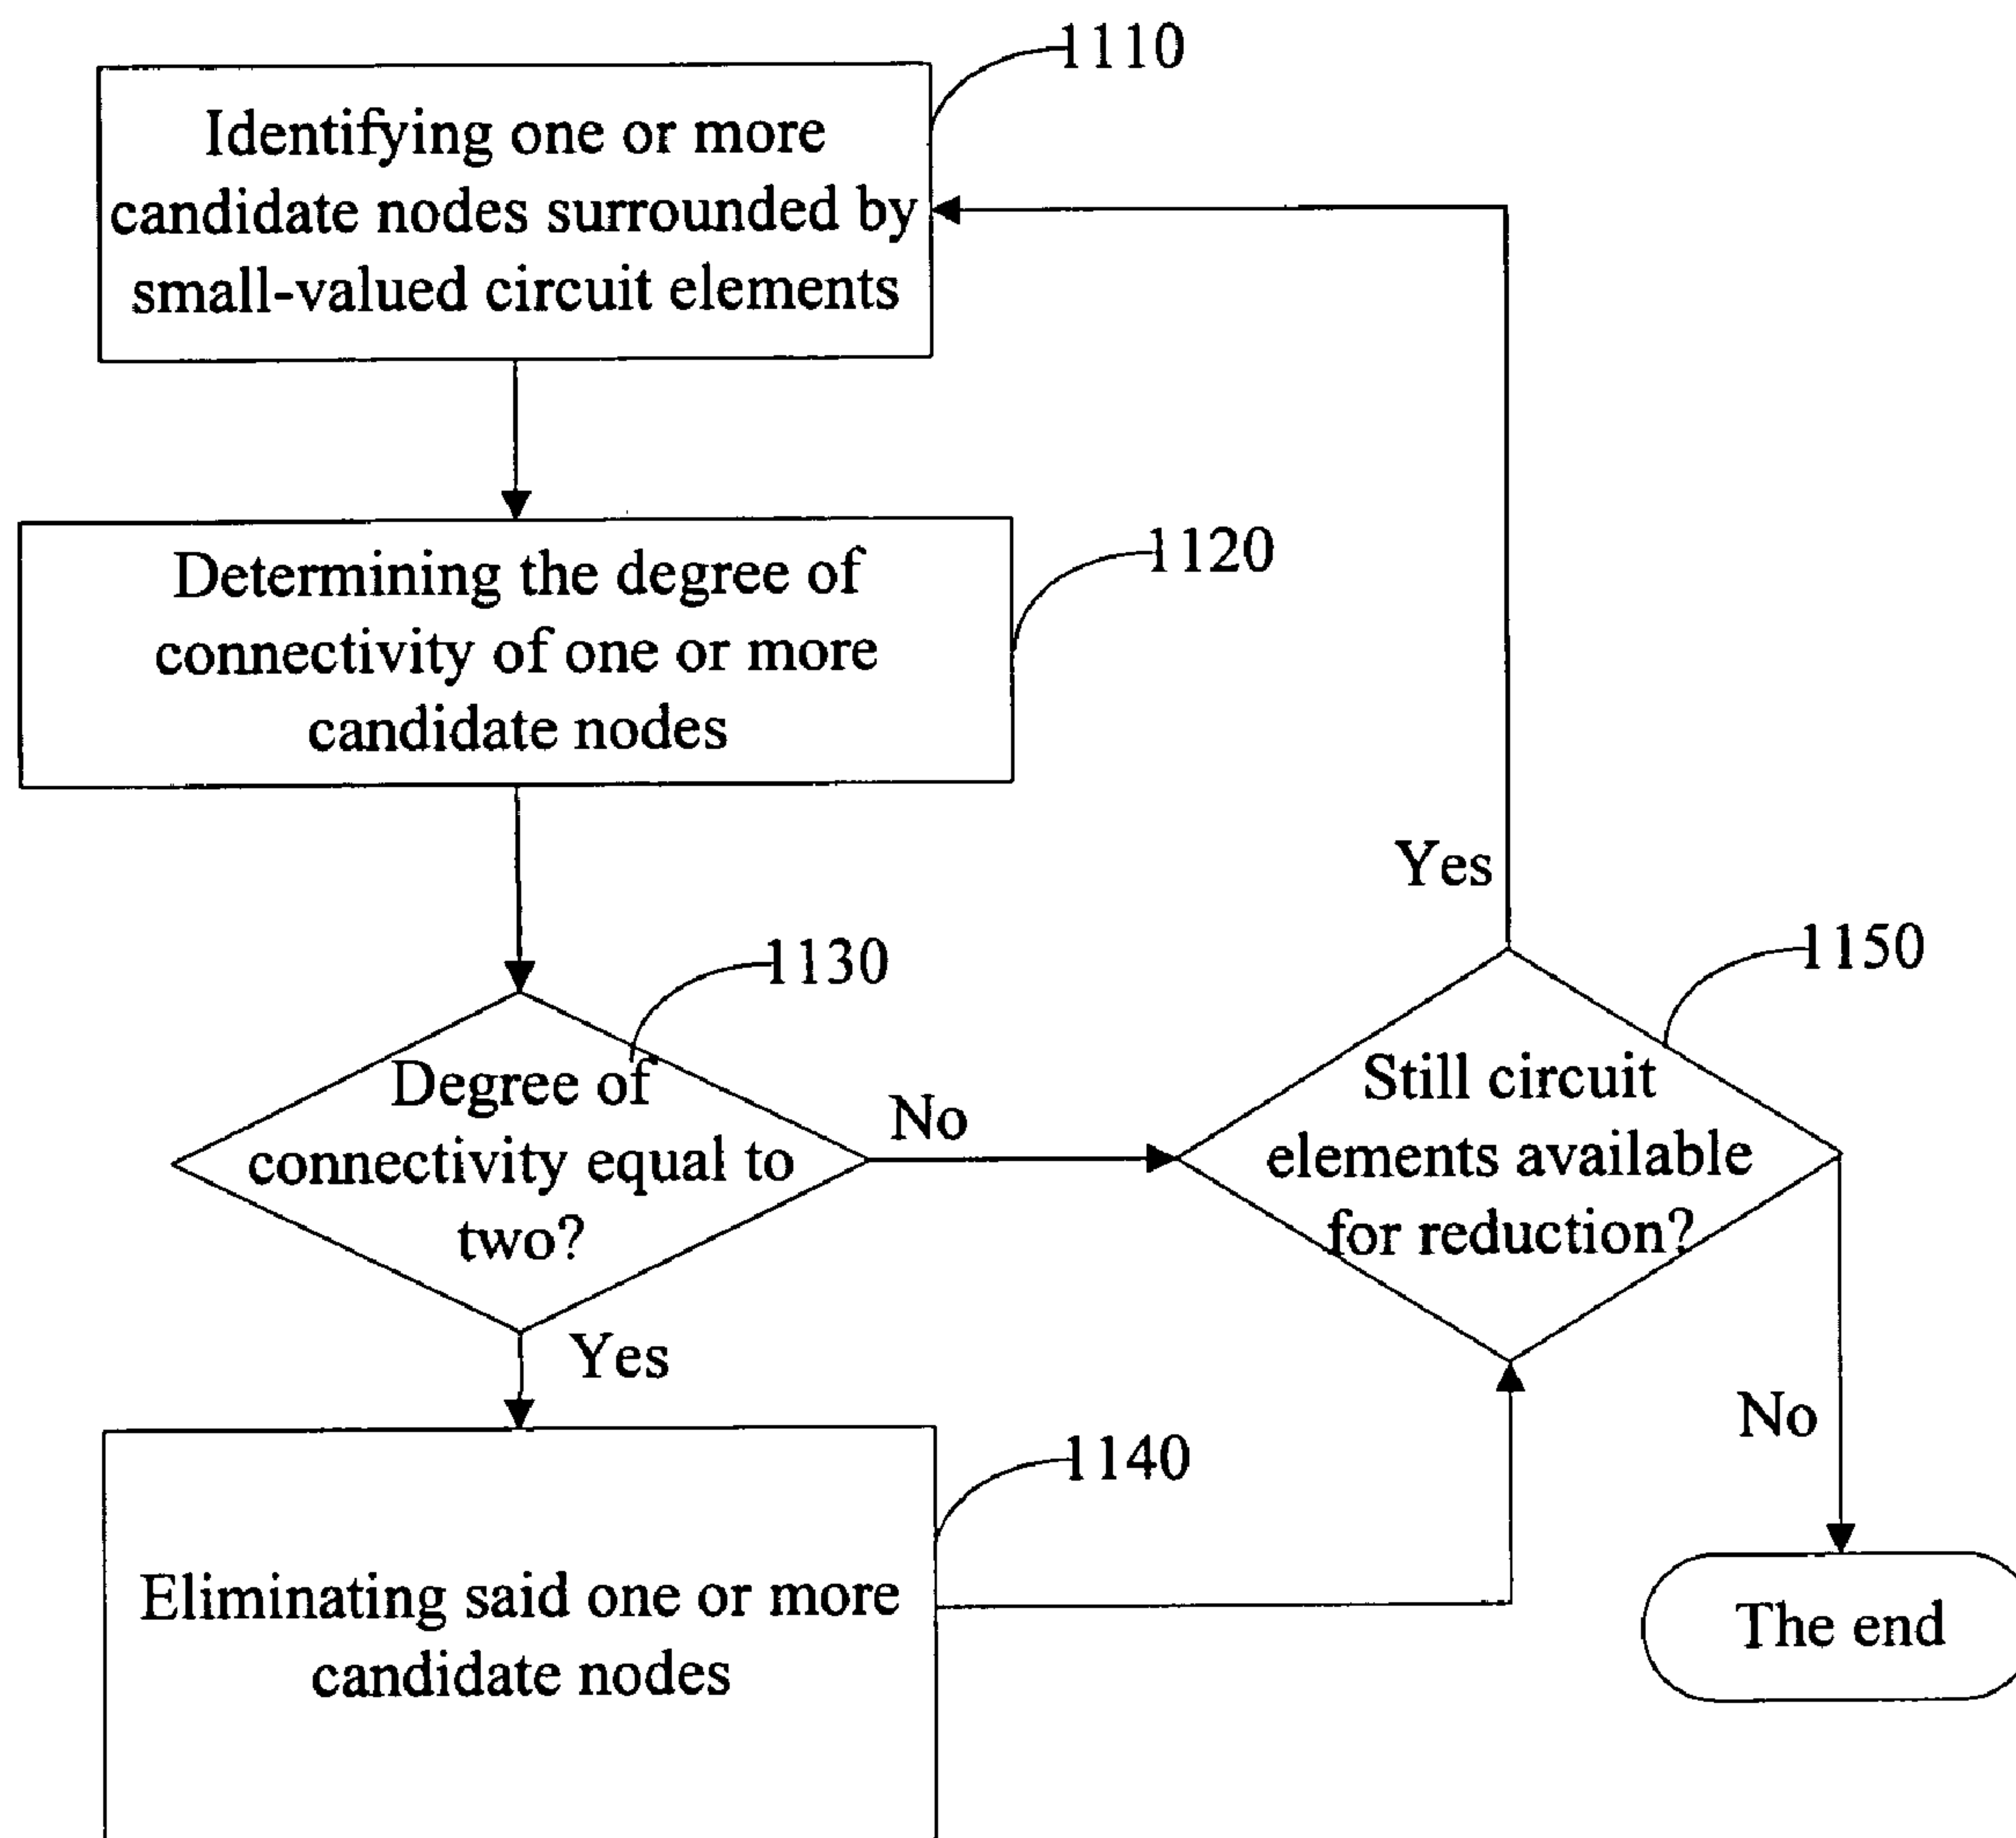 1110
Identifying one or more
candidate nodes surrounded by
small-valued circuit elements
1120
Determining the degree of
connectivity of one or more
candidate nodes
1130
Degree of
connectivity equal to
two?
No
Yes
1140
Eliminating said one or more
candidate nodes
1150
Still circuit
elements available
for reduction?
Yes
No
The end